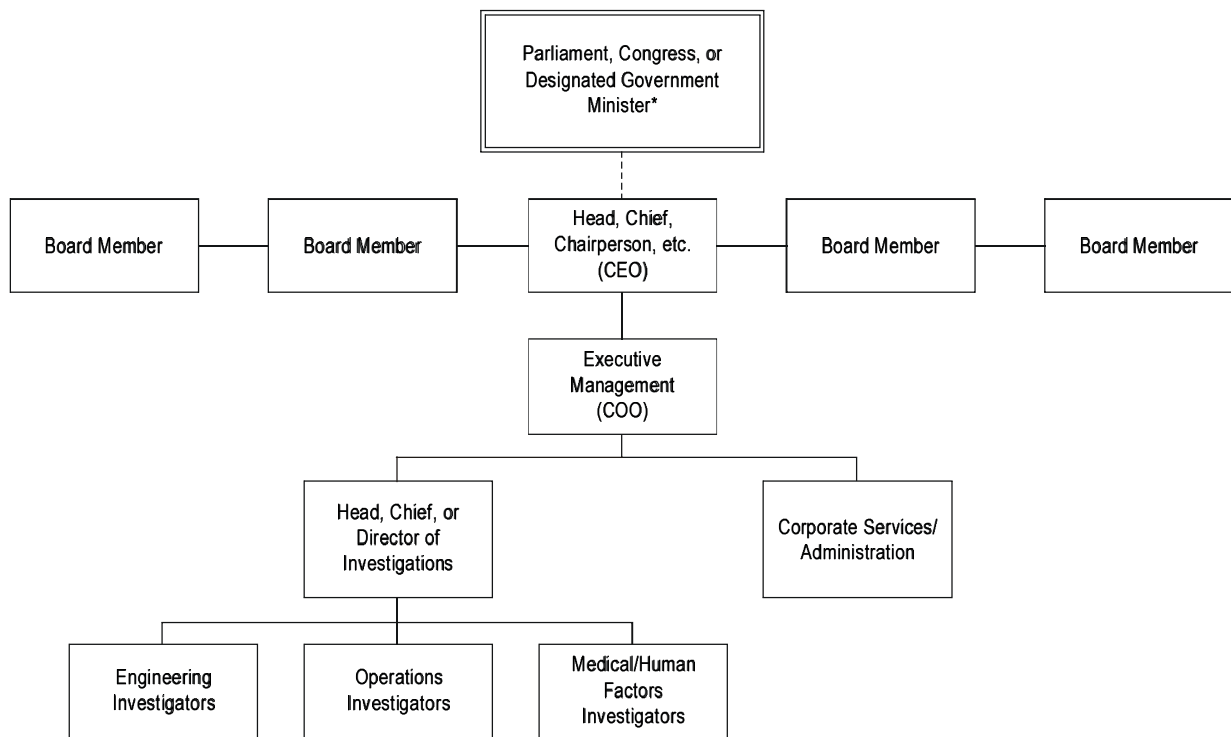 Parliament, Congress, or
Designated Government
Minister*
Board Member
Board Member
Head, Chief,
Chairperson, etc.
(CEO)
Board Member
Board Member
Executive
Management
(COO)
Head, Chief, or
Director of
Investigations
Corporate Services/
Administration
Engineering
Investigators
Operations
Investigators
Medical/Human
Factors
Investigators